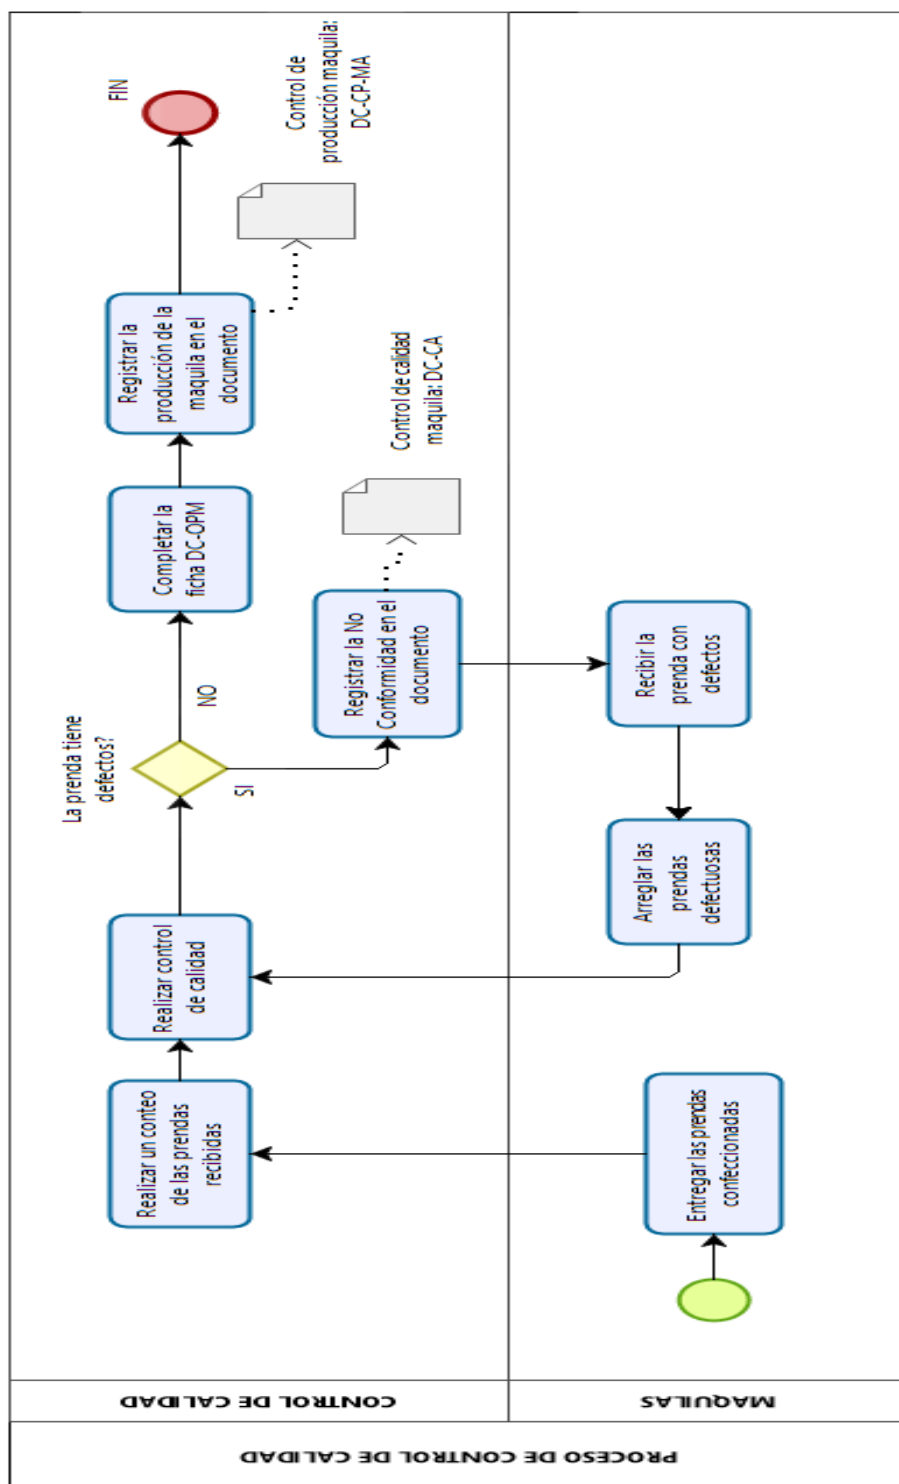 PROCESO DE CONTROL DE CALIDAD
CONTROL DE CALIDAD
MAQUILAS
Entregar las prendas
confeccionadas
Realizar un conteo
de las prendas
recibidas
Realizar control
de calidad
La prenda tiene
defectos?
NO
SI
Completar la
ficha DC-OPM
Registrar la
producción de la
maquila en el
documento
Control de
producción maquila:
DC-CP-MA
FIN
Registrar la No
Conformidad en el
documento
Control de calidad
maquila: DC-CA
Recibir la
prenda con
defectos
Arreglar las
prendas
defectuosas